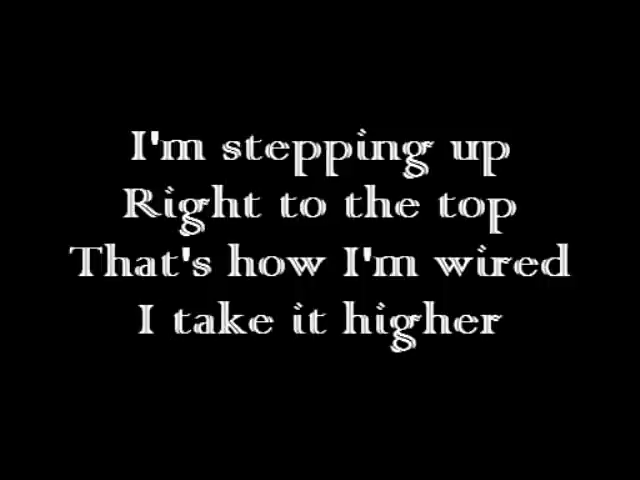 I'm stepping up
Right to the top
That's how I'm wired
I take it higher